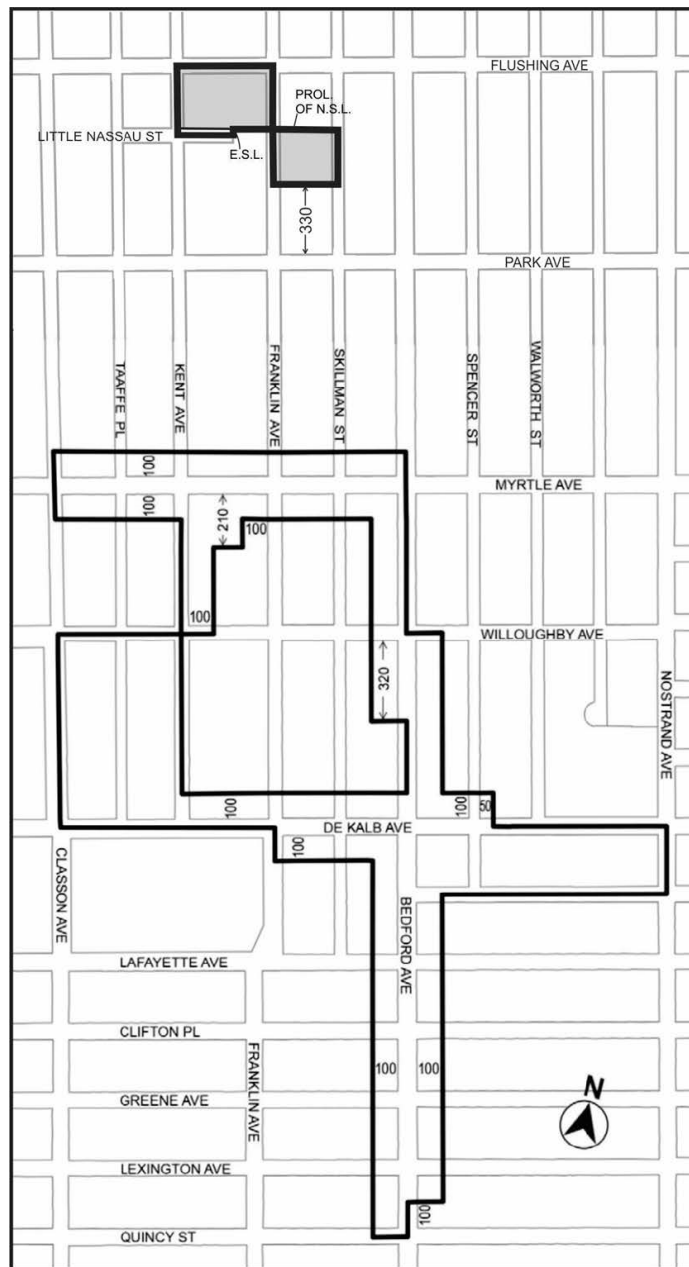 FLUSHING AVE
PROL.
OF N.S.L.
LITTLE NASSAU ST
E.S.L.
330
PARK AVE
TAAFFE PL
KENT AVE
FRANKLIN AVE
SKILLMAN ST
SPENCER ST
WALWORTH ST
100
MYRTLE AVE
100
210
100
100
WILLOUGHBY AVE
320
NOSTRAND AVE
100
100
50
DE KALB AVE
100
CLASSON AVE
BEDFORD AVE
LAFAYETTE AVE
CLIFTON PL
FRANKLIN AVE
100
100
N
GREENE AVE
LEXINGTON AVE
100
QUINCY ST